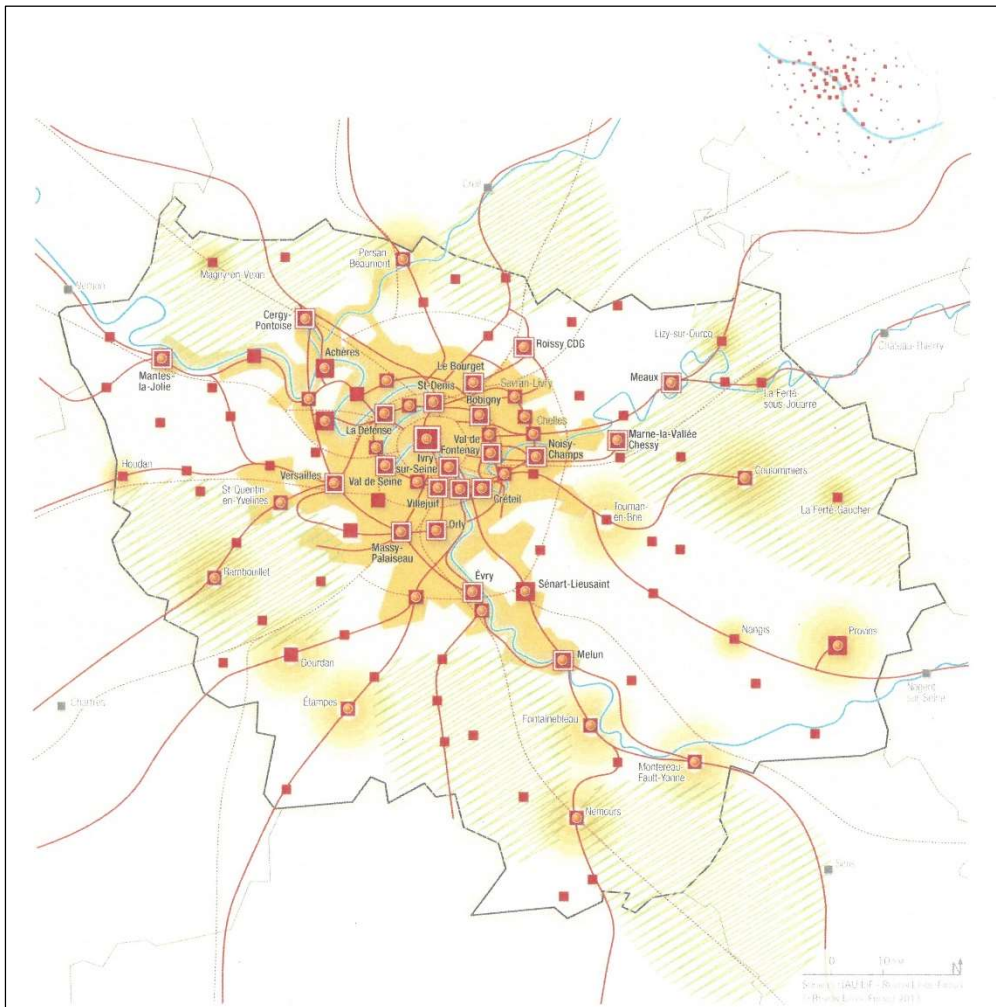 Creil
Persan
Beaumont
Magny-en-Vexin
Vernon
Cergy-
Pontoise
Roissy CDG
Lizy-sur-Ourcq
Château-Thierry
Achères
Mantes-
la-Jolie
Le Bourget
Meaux
Sevran-Livry
St-Denis
La Ferté
sous-Jouarre
Bobigny
Chelles
La Défense
Val de
Fontenay
Marne-la-Vallée
Chessy
Noisy-
Champs
Ivry
sur-Seine
Houdan
Versailles
Val de Seine
Coulommiers
St-Quentin
en-Yvelines
Villejuif
Créteil
La Ferté-Gaucher
Tournan-
en-Brie
Orly
Massy-
Palaiseau
Rambouillet
Évry
Sénart-Lieusaint
Nangis
Provins
Dourdan
Melun
Nogent
sur-Seine
Chartres
Étampes
Fontainebleau
Montereau-
Fault-Yonne
Nemours
Sens
0
N